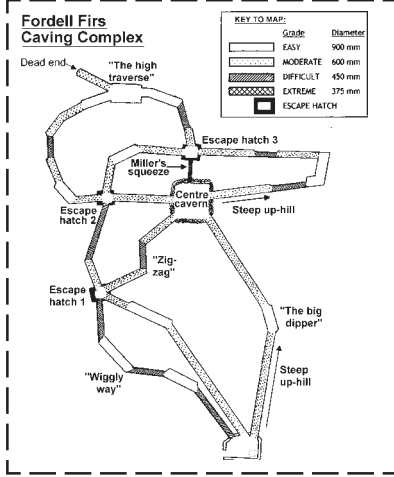 Fordell Firs
Caving Complex
KEY TO MAP:
Grade Diameter
EASY 900 mm
MODERATE 600 mm
DIFFICULT 450 mm
EXTREME 375 mm
ESCAPE HATCH
Dead end
"The high
traverse"
Escape hatch 3
Miller's
squeeze
Centre
cavern
Steep up-hill
Escape
hatch 2
"Zig-
zag"
Escape
hatch 1
"The big
dipper"
"Wiggly
way"
Steep
up-hill